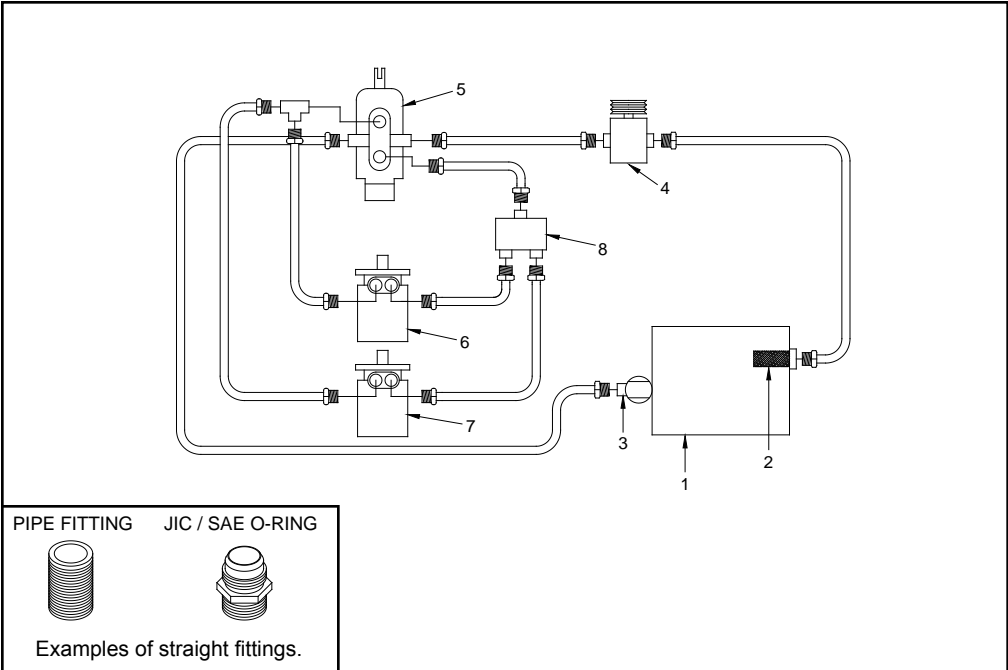 5
4
8
6
7
3
2
1
PIPE FITTING
JIC / SAE O-RING
Examples of straight fittings.